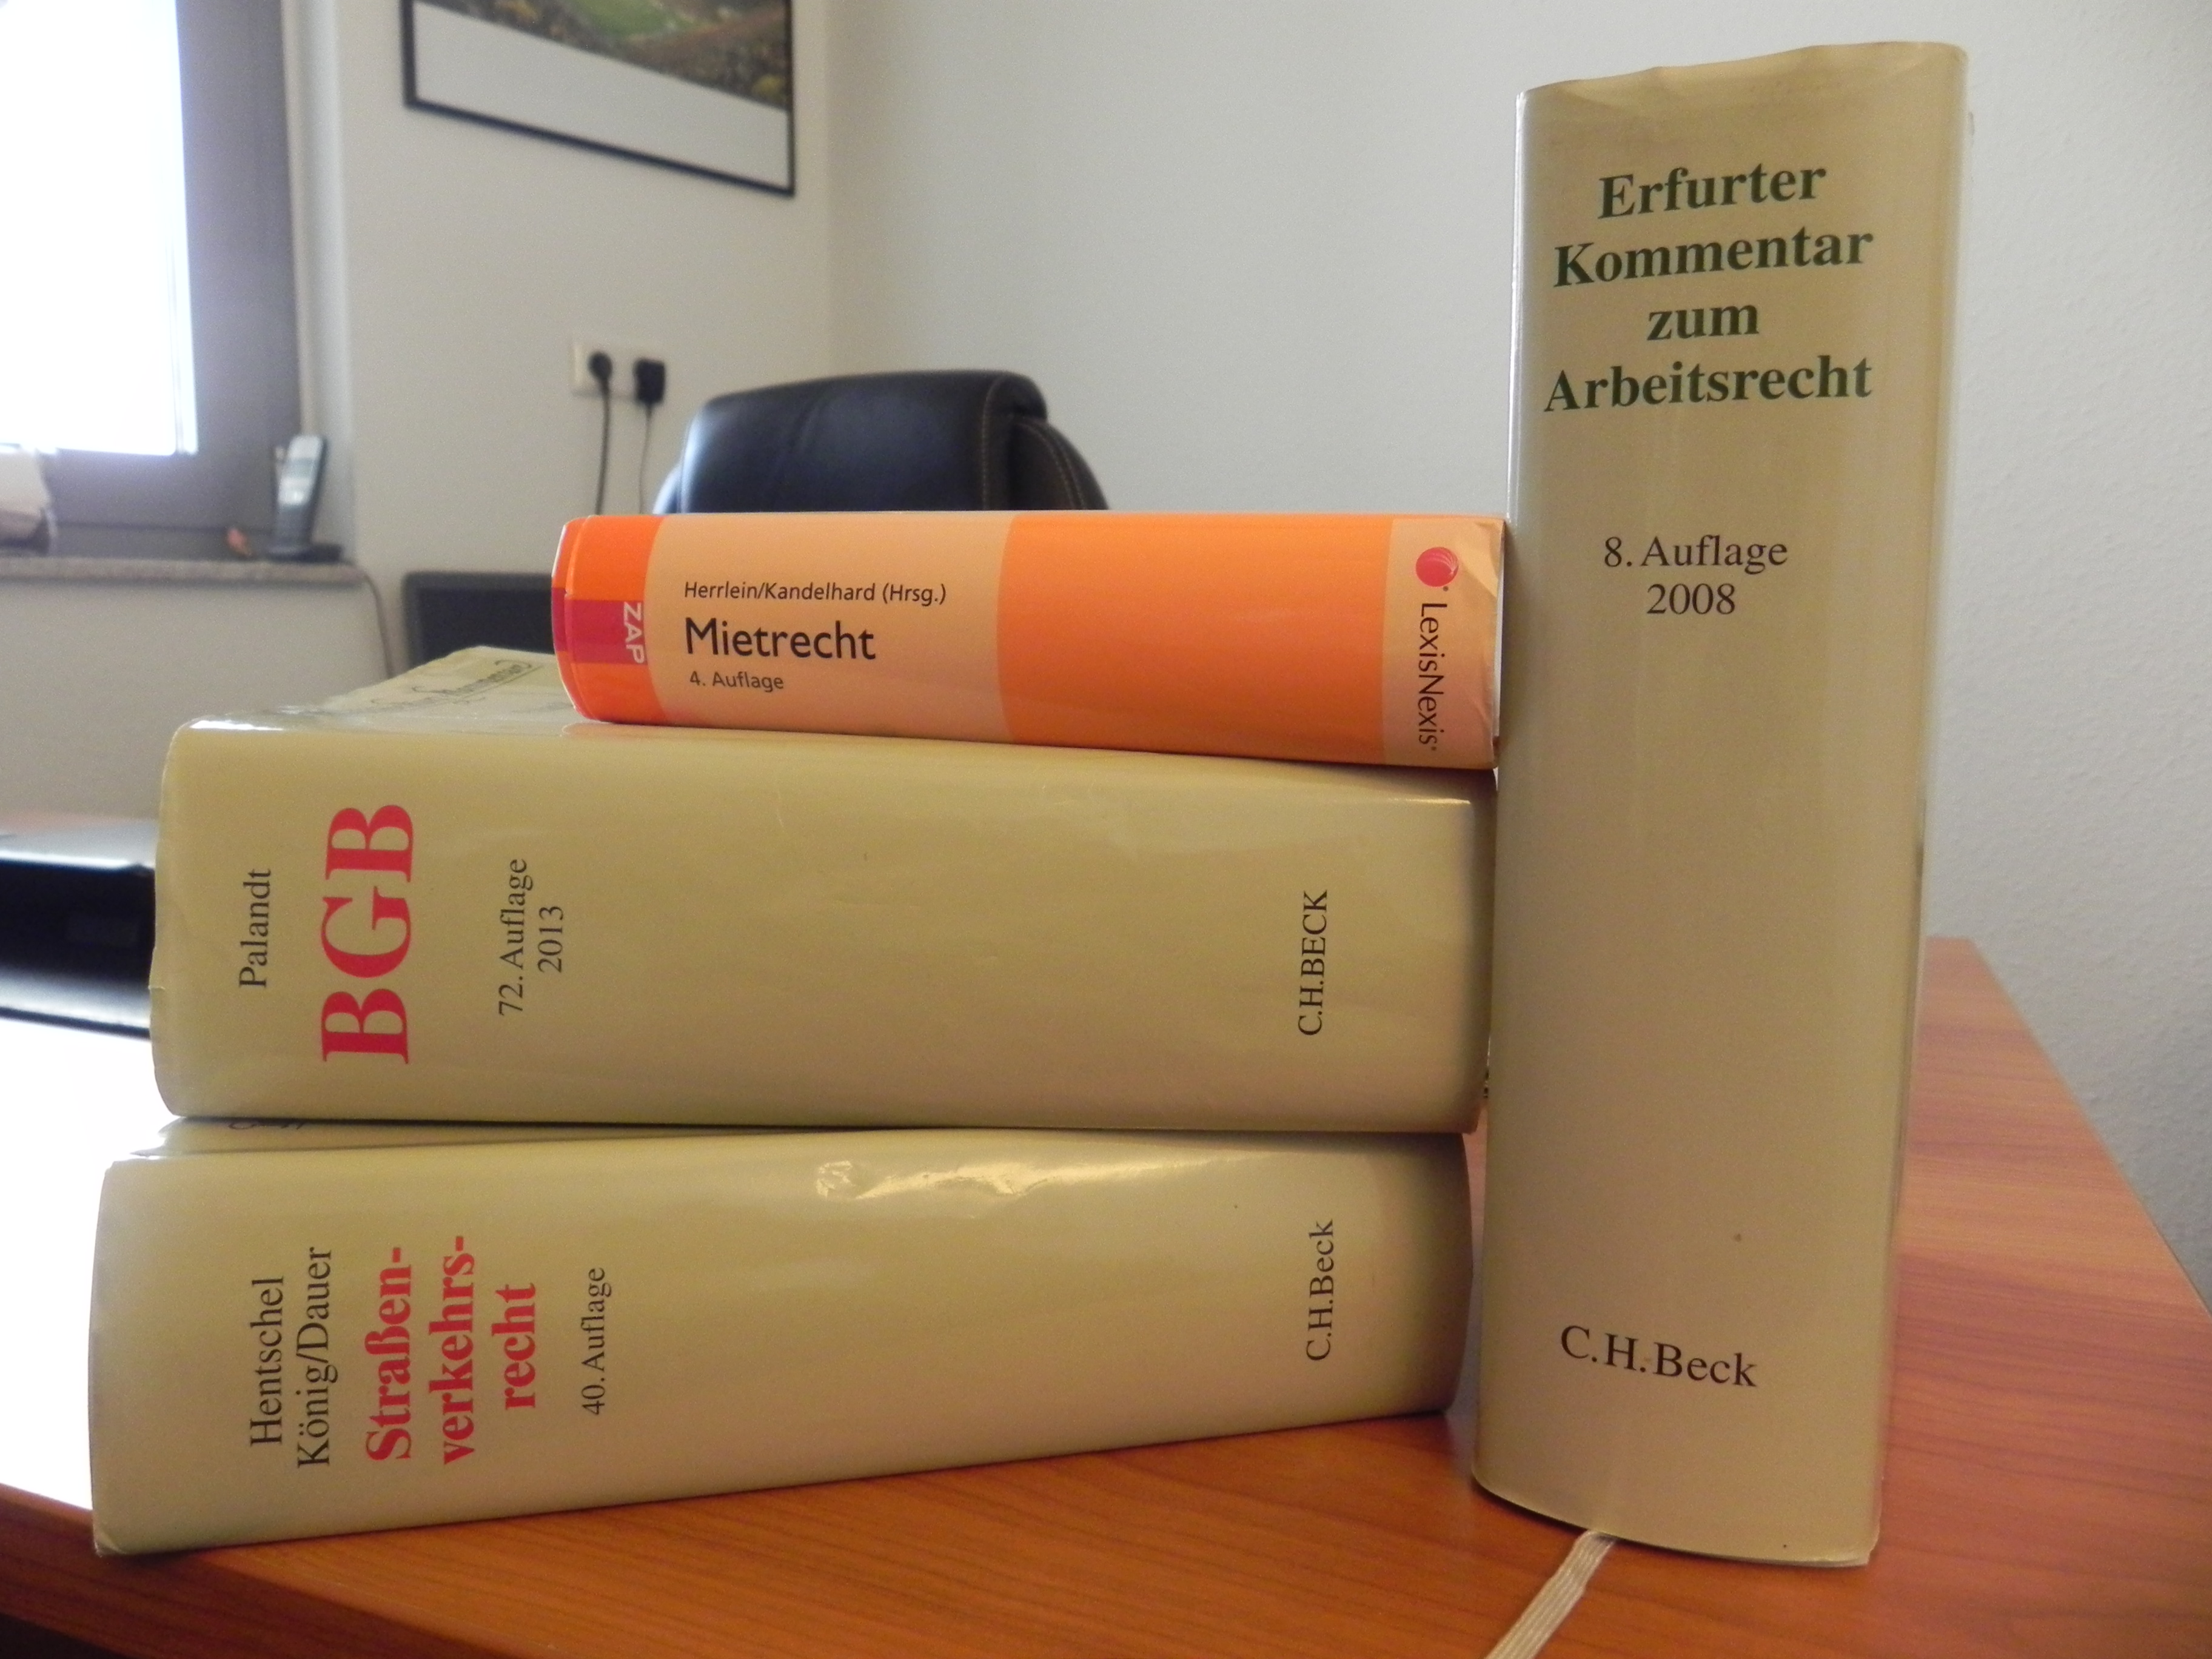 Erfurter
Kommentar
zum
Arbeitsrecht
8. Auflage
2008
C.H.Beck
ZAP
Herrlein/Kandelhard (Hrsg.)
Mietrecht
4. Auflage
LexisNexis®
Palandt
BGB
72. Auflage
2013
C.H.BECK
Hentschel
König/Dauer
Straßen-
verkehrs-
recht
40. Auflage
C.H.Beck